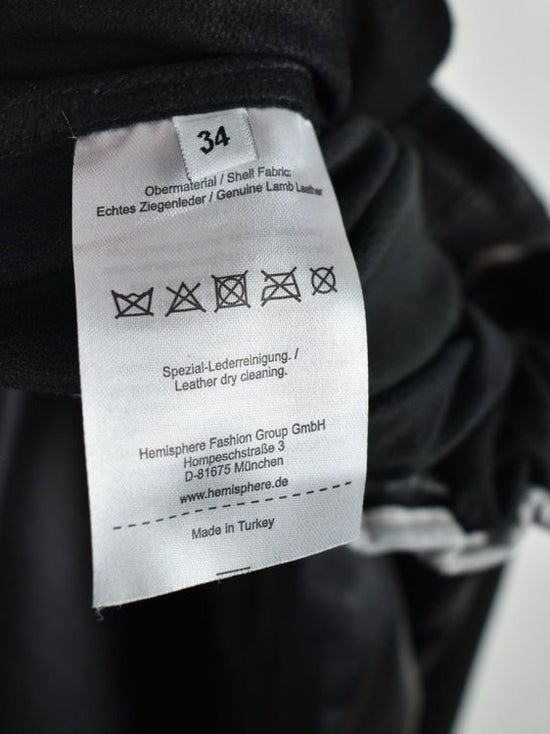 34
Obermaterial / Shell Fabric:
Echtes Ziegenleder / Genuine Lamb Leather
Spezial-Lederreinigung. /
Leather dry cleaning.
Hemisphere Fashion Group GmbH
Hompeschstraße 3
D-81675 München
www.hemisphere.de
Made in Turkey